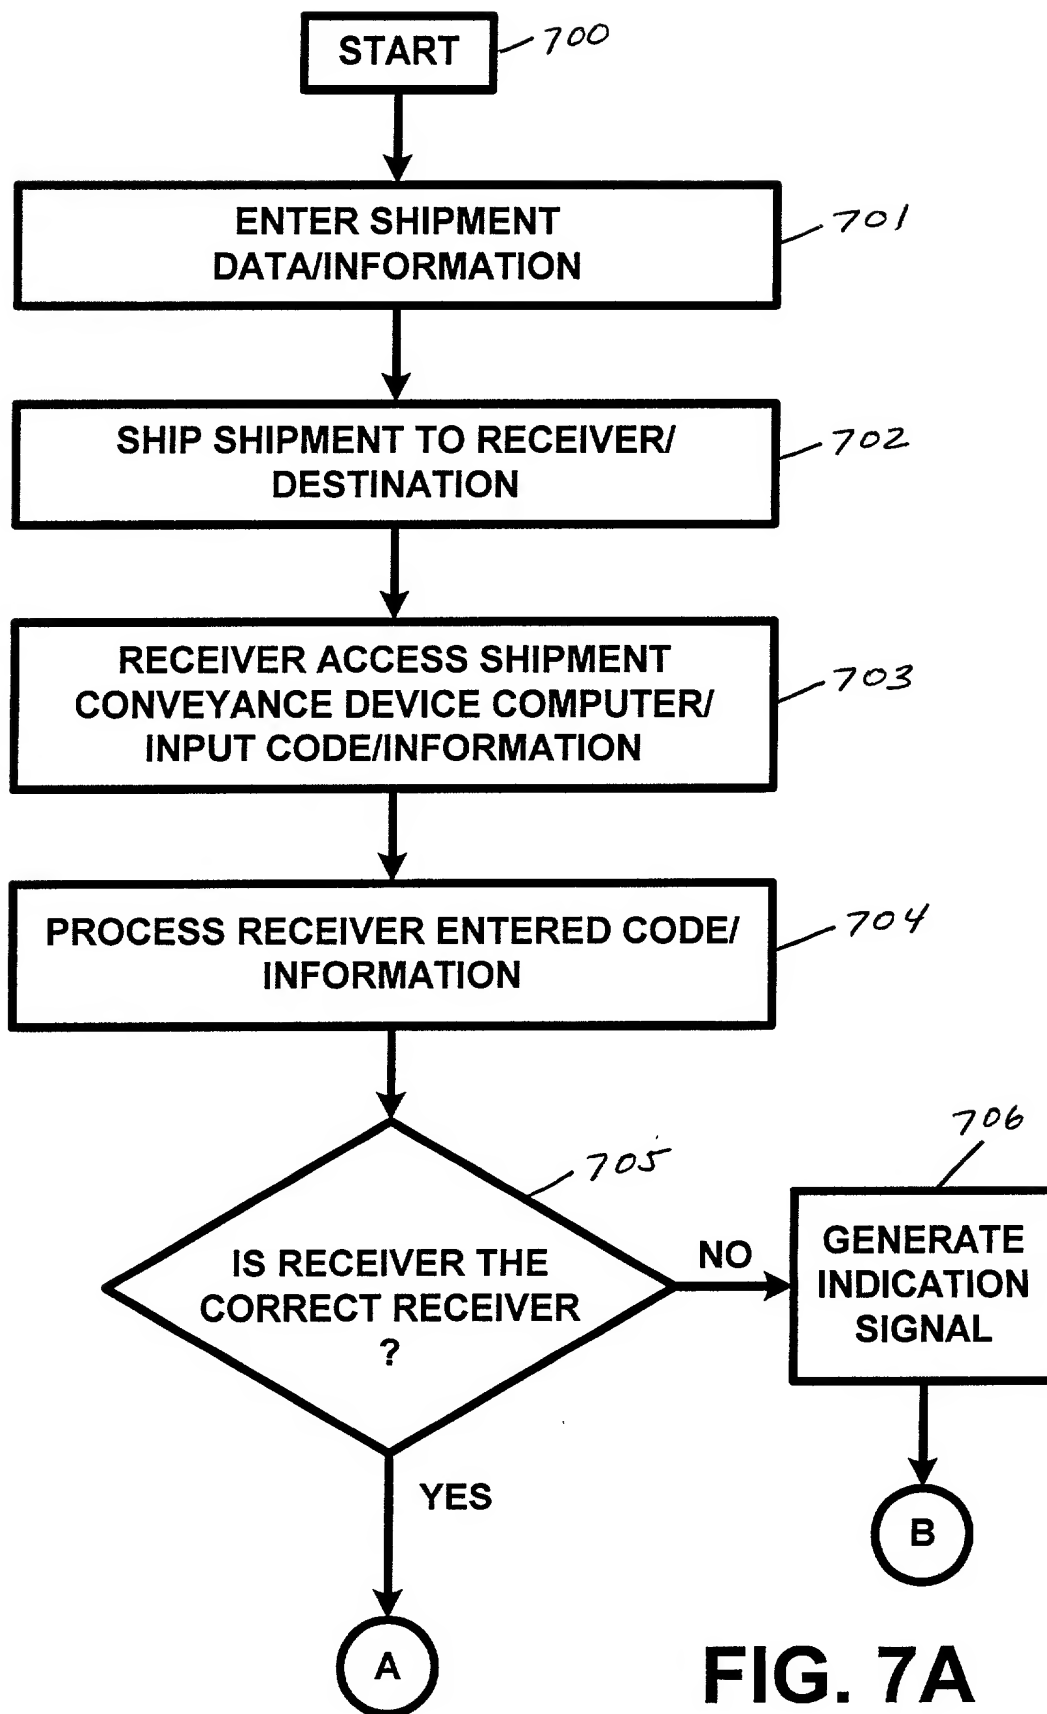 START
700
ENTER SHIPMENT
DATA/INFORMATION
701
SHIP SHIPMENT TO RECEIVER/
DESTINATION
702
RECEIVER ACCESS SHIPMENT
CONVEYANCE DEVICE COMPUTER/
INPUT CODE/INFORMATION
703
PROCESS RECEIVER ENTERED CODE/
INFORMATION
704
705
IS RECEIVER THE
CORRECT RECEIVER
?
NO
706
GENERATE
INDICATION
SIGNAL
YES
B
A
FIG. 7A